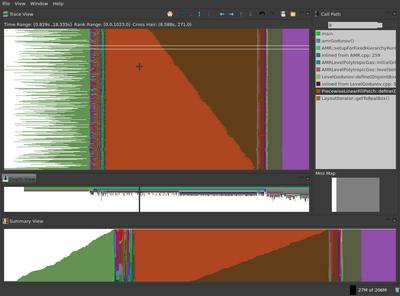 File View Window Help
Trace View
Time Range: [0.829s, 18.335s] Rank Range: [0.0,1023.0] Cross Hair: (8.588s, 271.0)
Depth View
Summary View
Call Path
main
amrGodunov()
AMR::setupForFixedHierarchyRun
inlined from AMR.cpp: 259
AMRLevelPolytropicGas::initialGr
AMRLevelPolytropicGas::levelSet
LevelGodunov::define(DisjointBox
inlined from LevelGodunov.cpp
PiecewiseLinearFillPatch::define(D
LayoutIterator::getToRealBox()
Mini Map
27M of 206M